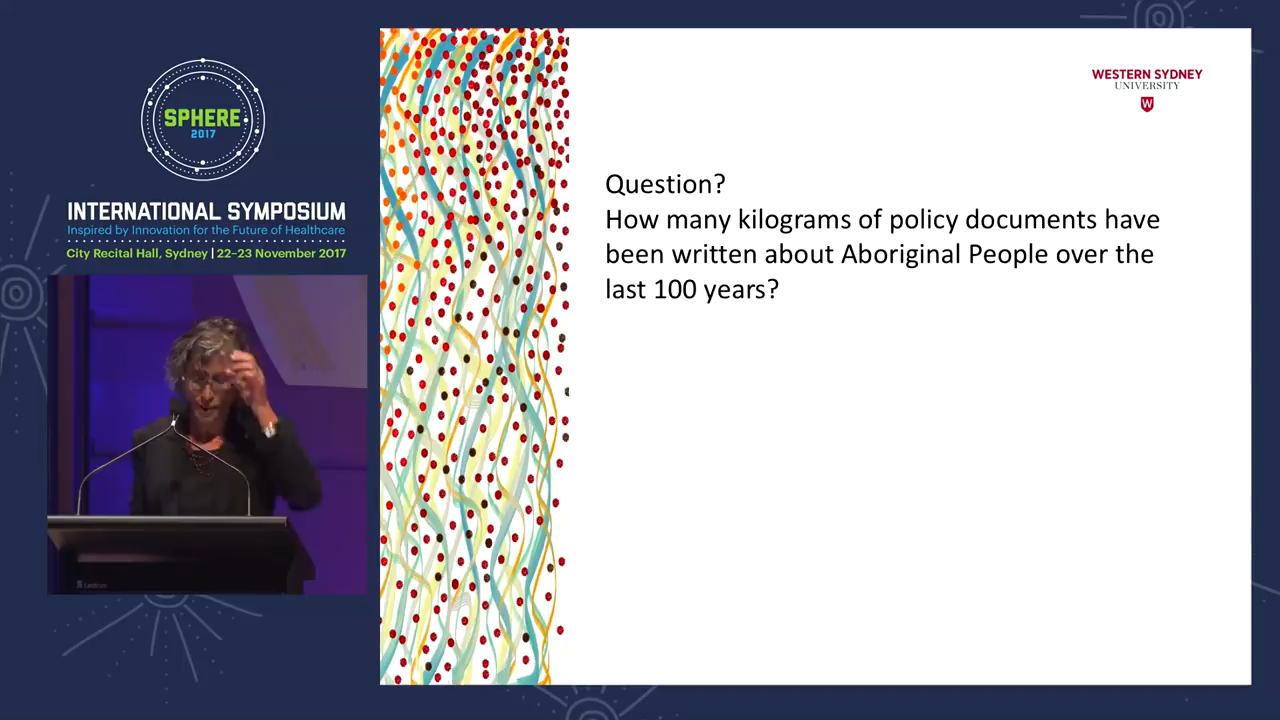 SPHERE
2017
INTERNATIONAL SYMPOSIUM
Inspired by Innovation for the Future of Healthcare
City Recital Hall, Sydney | 22–23 November 2017
Lectrum
WESTERN SYDNEY
UNIVERSITY
W
Question?
How many kilograms of policy documents have
been written about Aboriginal People over the
last 100 years?